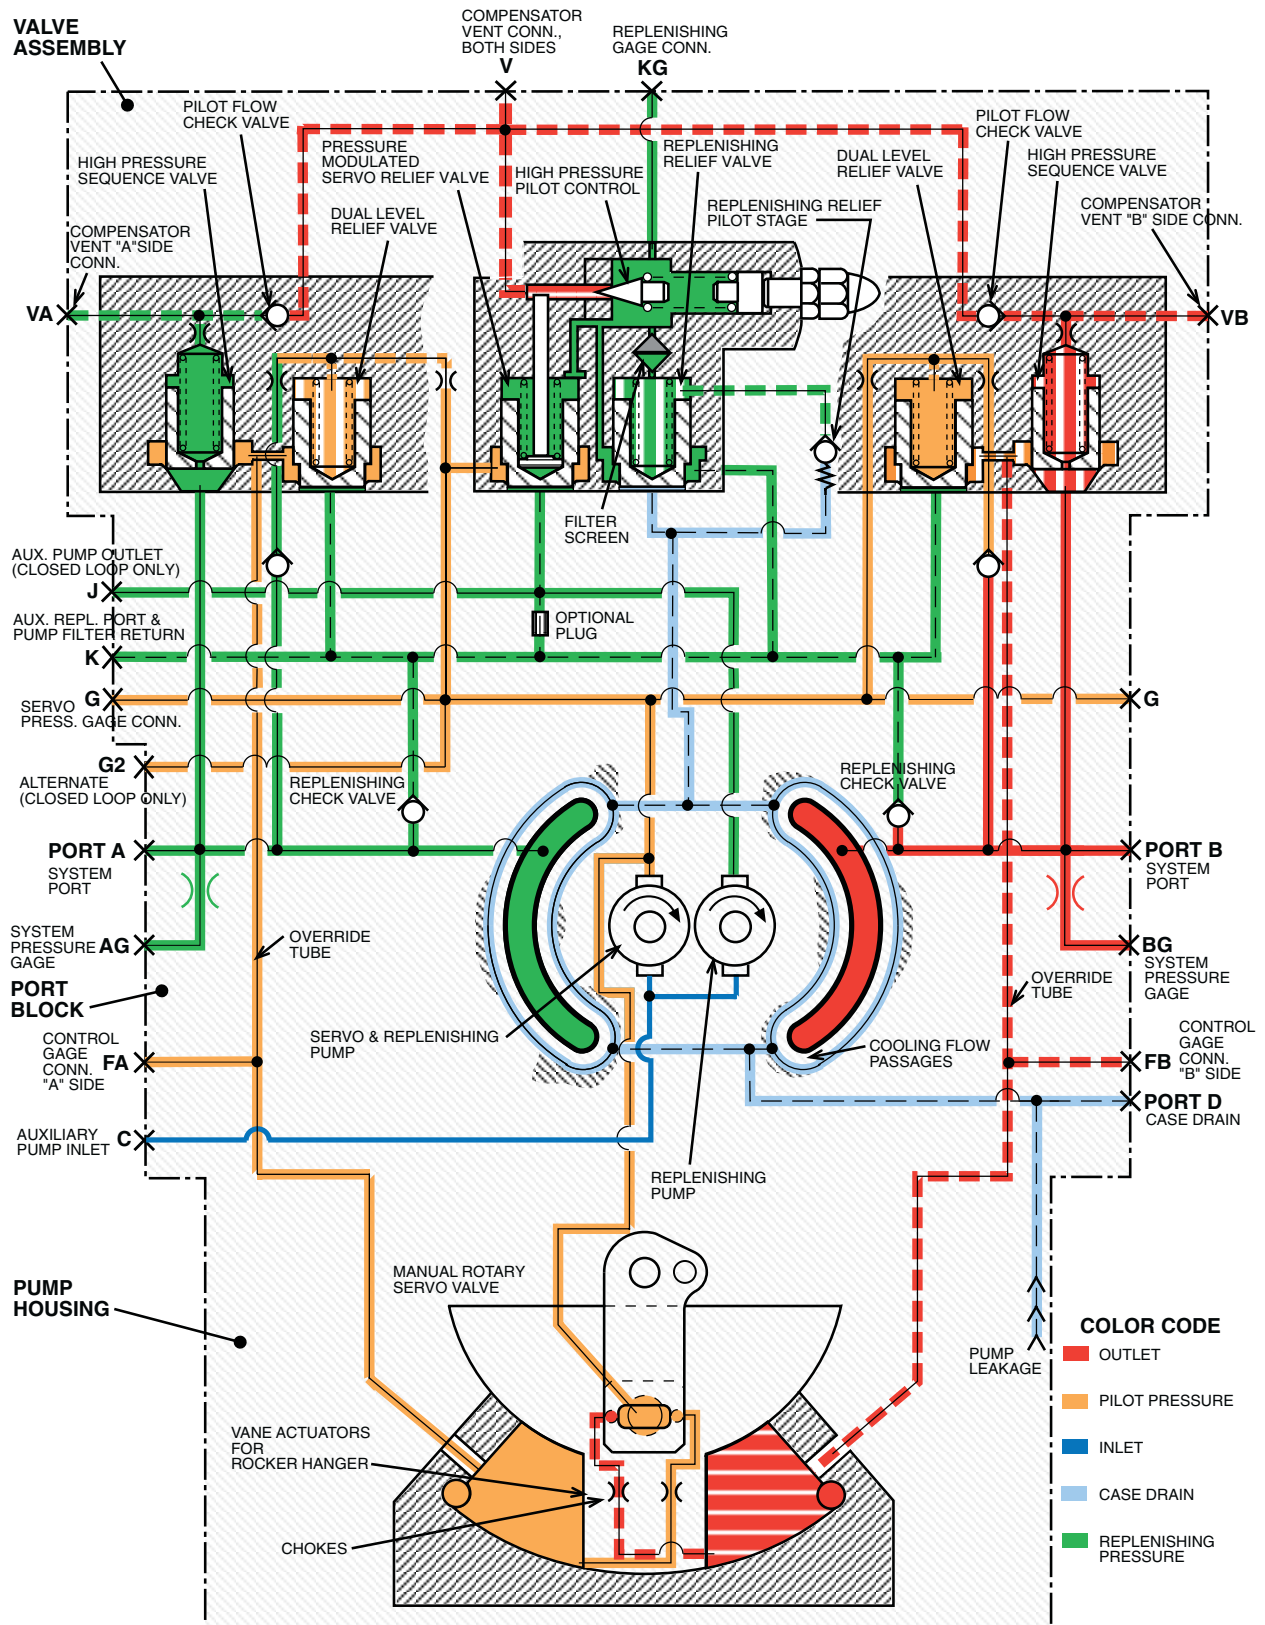 VALVE
ASSEMBLY
COMPENSATOR
VENT CONN.,
BOTH SIDES
V
REPLENISHING
GAGE CONN.
KG
PILOT FLOW
CHECK VALVE
HIGH PRESSURE
SEQUENCE VALVE
PRESSURE
MODULATED
SERVO RELIEF VALVE
HIGH PRESSURE
PILOT CONTROL
REPLENISHING
RELIEF VALVE
PILOT FLOW
CHECK VALVE
DUAL LEVEL
RELIEF VALVE
HIGH PRESSURE
SEQUENCE VALVE
DUAL LEVEL
RELIEF VALVE
REPLENISHING RELIEF
PILOT STAGE
COMPENSATOR
VENT "B" SIDE CONN.
COMPENSATOR
VENT "A"SIDE
CONN.
VA
VB
FILTER
SCREEN
AUX. PUMP OUTLET
(CLOSED LOOP ONLY)
J
OPTIONAL
PLUG
AUX. REPL. PORT &
PUMP FILTER RETURN
K
G
SERVO
PRESS. GAGE CONN.
G
G2
ALTERNATE
(CLOSED LOOP ONLY)
REPLENISHING
CHECK VALVE
REPLENISHING
CHECK VALVE
PORT A
SYSTEM
PORT
PORT B
SYSTEM
PORT
SYSTEM
PRESSURE
GAGE
AG
OVERRIDE
TUBE
BG
SYSTEM
PRESSURE
GAGE
PORT
BLOCK
OVERRIDE
TUBE
SERVO & REPLENISHING
PUMP
COOLING FLOW
PASSAGES
CONTROL
GAGE
CONN.
"A" SIDE
FA
CONTROL
GAGE
CONN.
"B" SIDE
FB
PORT D
CASE DRAIN
AUXILIARY
PUMP INLET
C
REPLENISHING
PUMP
MANUAL ROTARY
SERVO VALVE
PUMP
HOUSING
PUMP
LEAKAGE
COLOR CODE
OUTLET
PILOT PRESSURE
INLET
CASE DRAIN
REPLENISHING
PRESSURE
VANE ACTUATORS
FOR
ROCKER HANGER
CHOKES